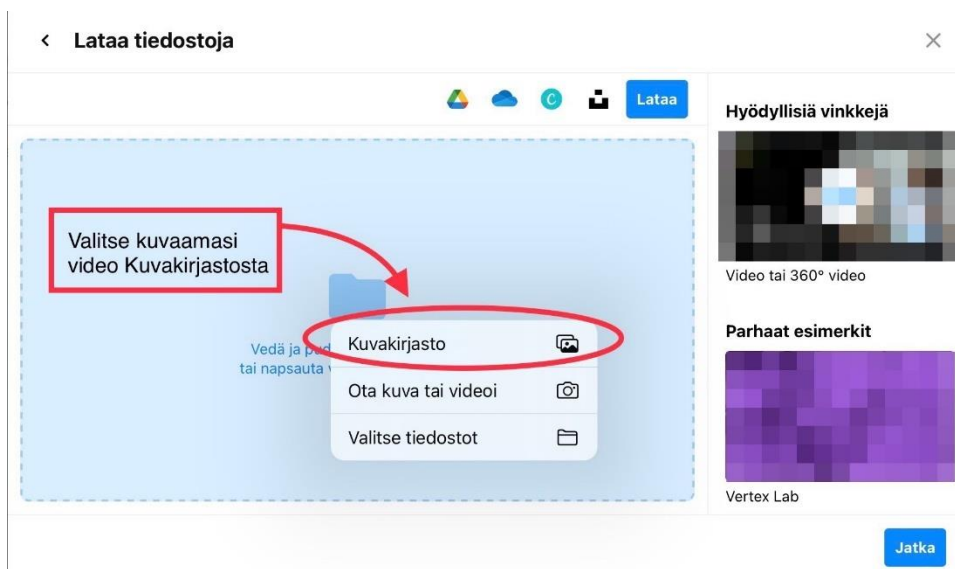 Lataa tiedostoja
Lataa
Hyödyllisiä vinkkejä
Valitse kuvaamasi
video Kuvakirjastosta
Video tai 360° video
Parhaat esimerkit
Vedä ja
tai napsauta
Kuvakirjasto
Ota kuva tai videoi
Valitse tiedostot
Vertex Lab
Jatka